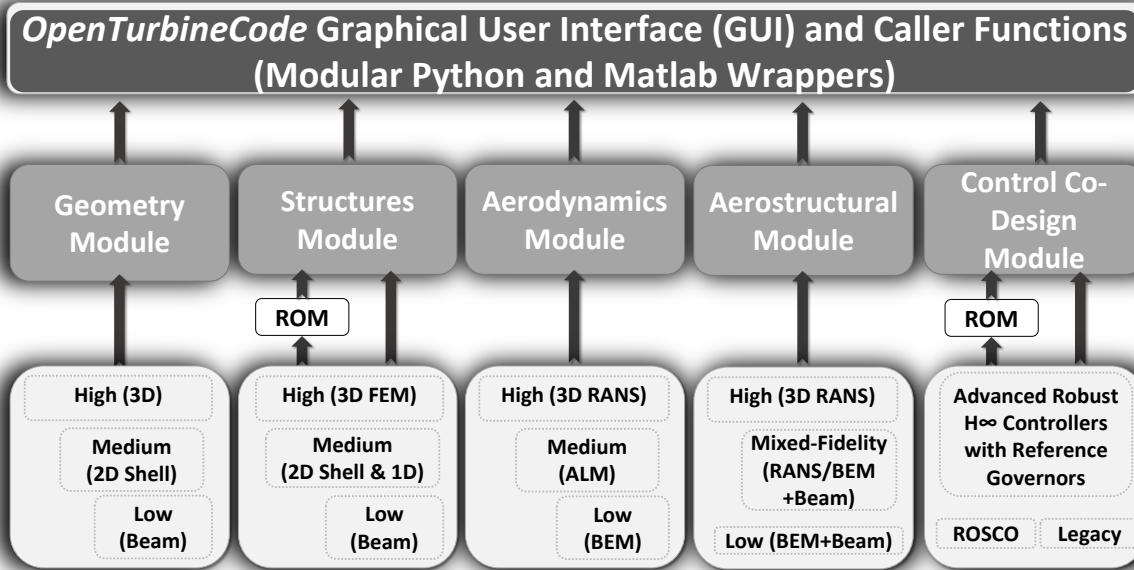 OpenTurbineCode Graphical User Interface (GUI) and Caller Functions
(Modular Python and Matlab Wrappers)
Geometry
Module
Structures
Module
Aerodynamics
Module
Aerostructural
Module
Control Co-
Design
Module
ROM
ROM
High (3D)
Medium
(2D Shell)
Low
(Beam)
High (3D FEM)
Medium
(2D Shell & 1D)
Low
(Beam)
High (3D RANS)
Medium
(ALM)
Low
(BEM)
High (3D RANS)
Mixed-Fidelity
(RANS/BEM
+Beam)
Low (BEM+Beam)
Advanced Robust
H∞ Controllers
with Reference
Governors
ROSCO
Legacy